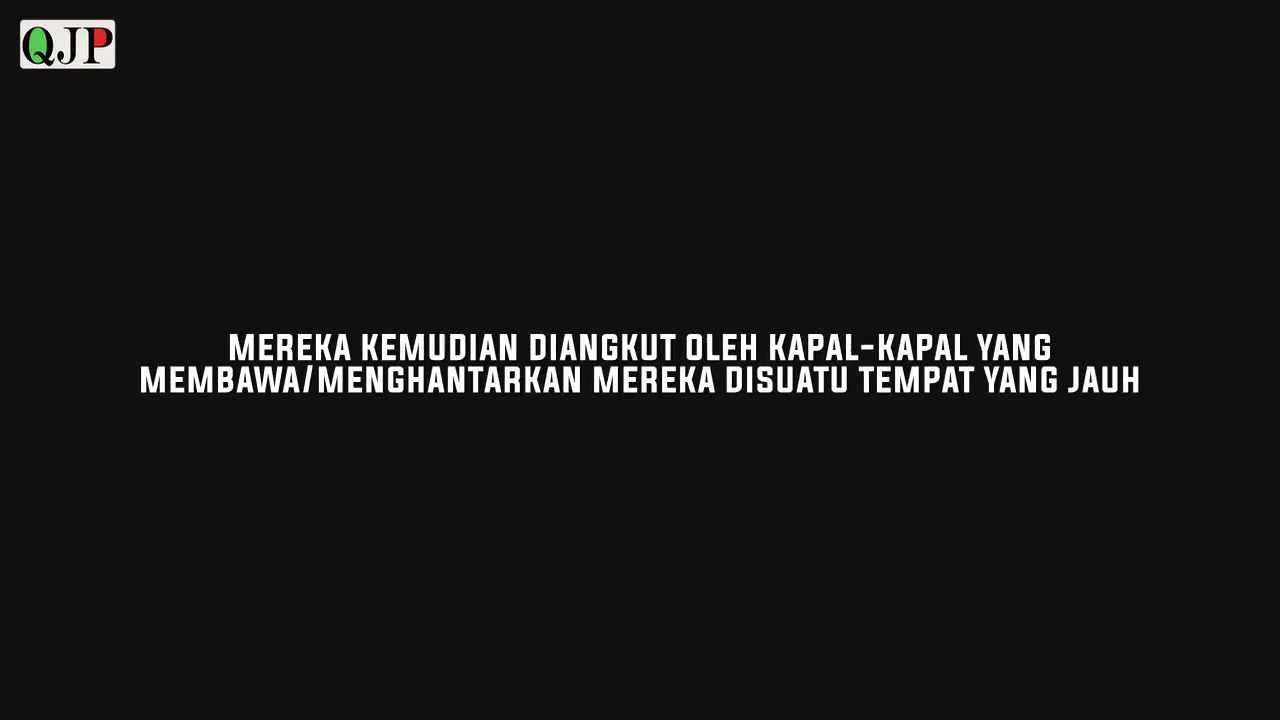 QJP
MEREKA KEMUDIAN DIANGKUT OLEH KAPAL-KAPAL YANG
MEMBAWA/MENGHANTARKAN MEREKA DISUATU TEMPAT YANG JAUH